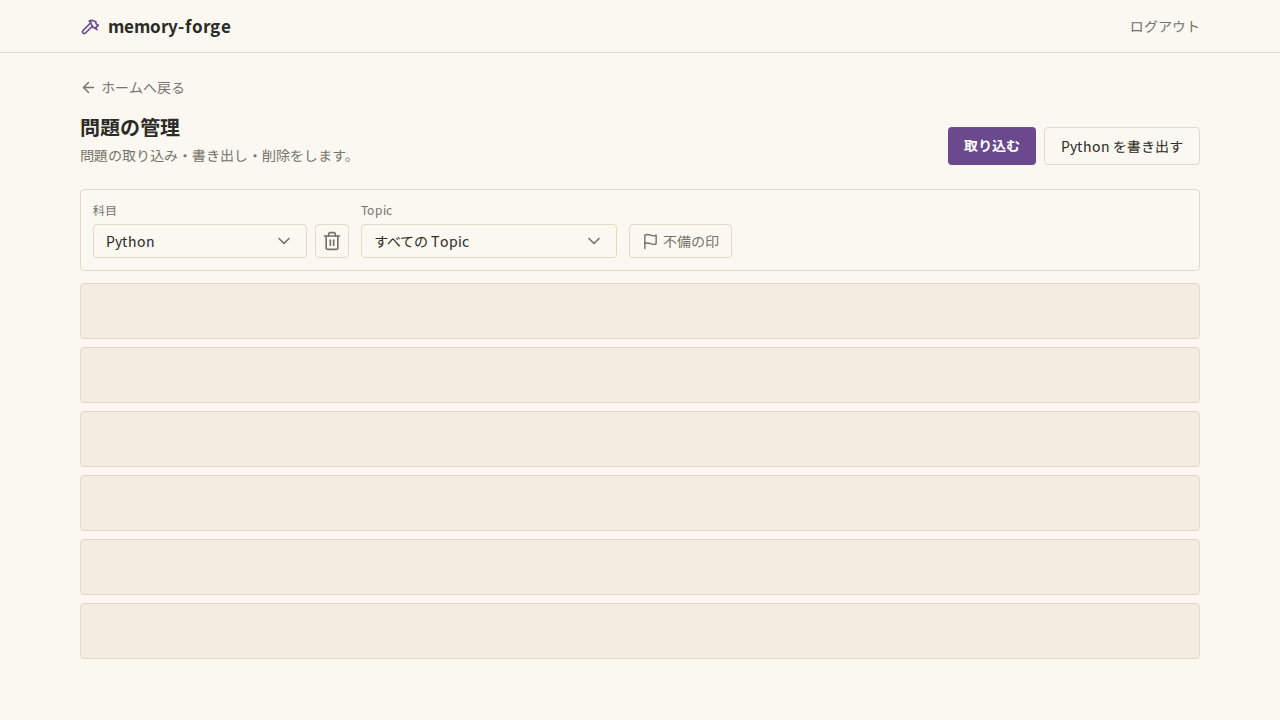 memory-forge
ログアウト
ホームへ戻る
問題の管理
問題の取り込み・書き出し・削除をします。
取り込む
Python を書き出す
科目
Topic
Python
すべての Topic
不備の印